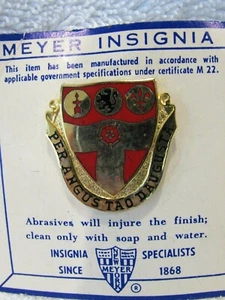 MEYER INSIGNIA
This item has been manufactured in accordance with
applicable government specifications under certificate M 22.
PER ANGUSTA AD AUGUSTA
Abrasives will injure the finish;
clean only with soap and water.
INSIGNIA SPECIALISTS
SINCE 1868
MEYER
®